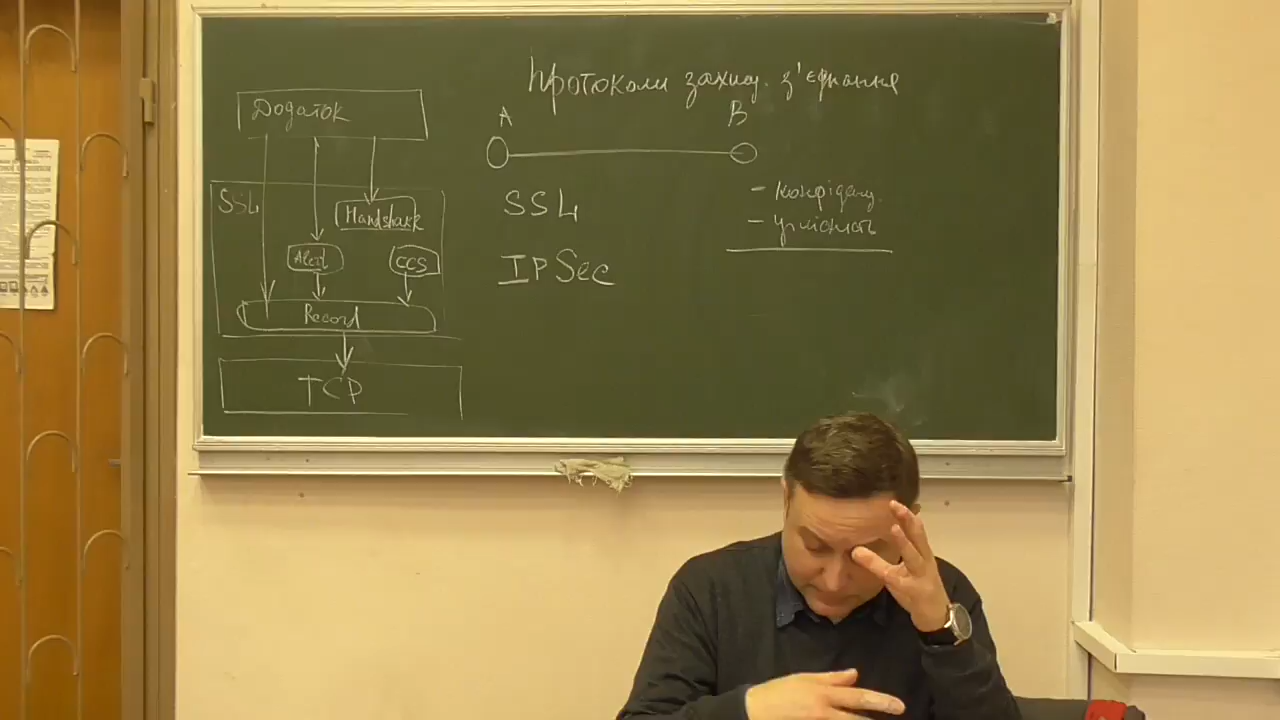 Протоколи захищ. з'єднання
A B
SSL
IPSec
- конфіденц.
- цілісність
Додаток
SSL
Handshake
Alert CCS
Record
TCP